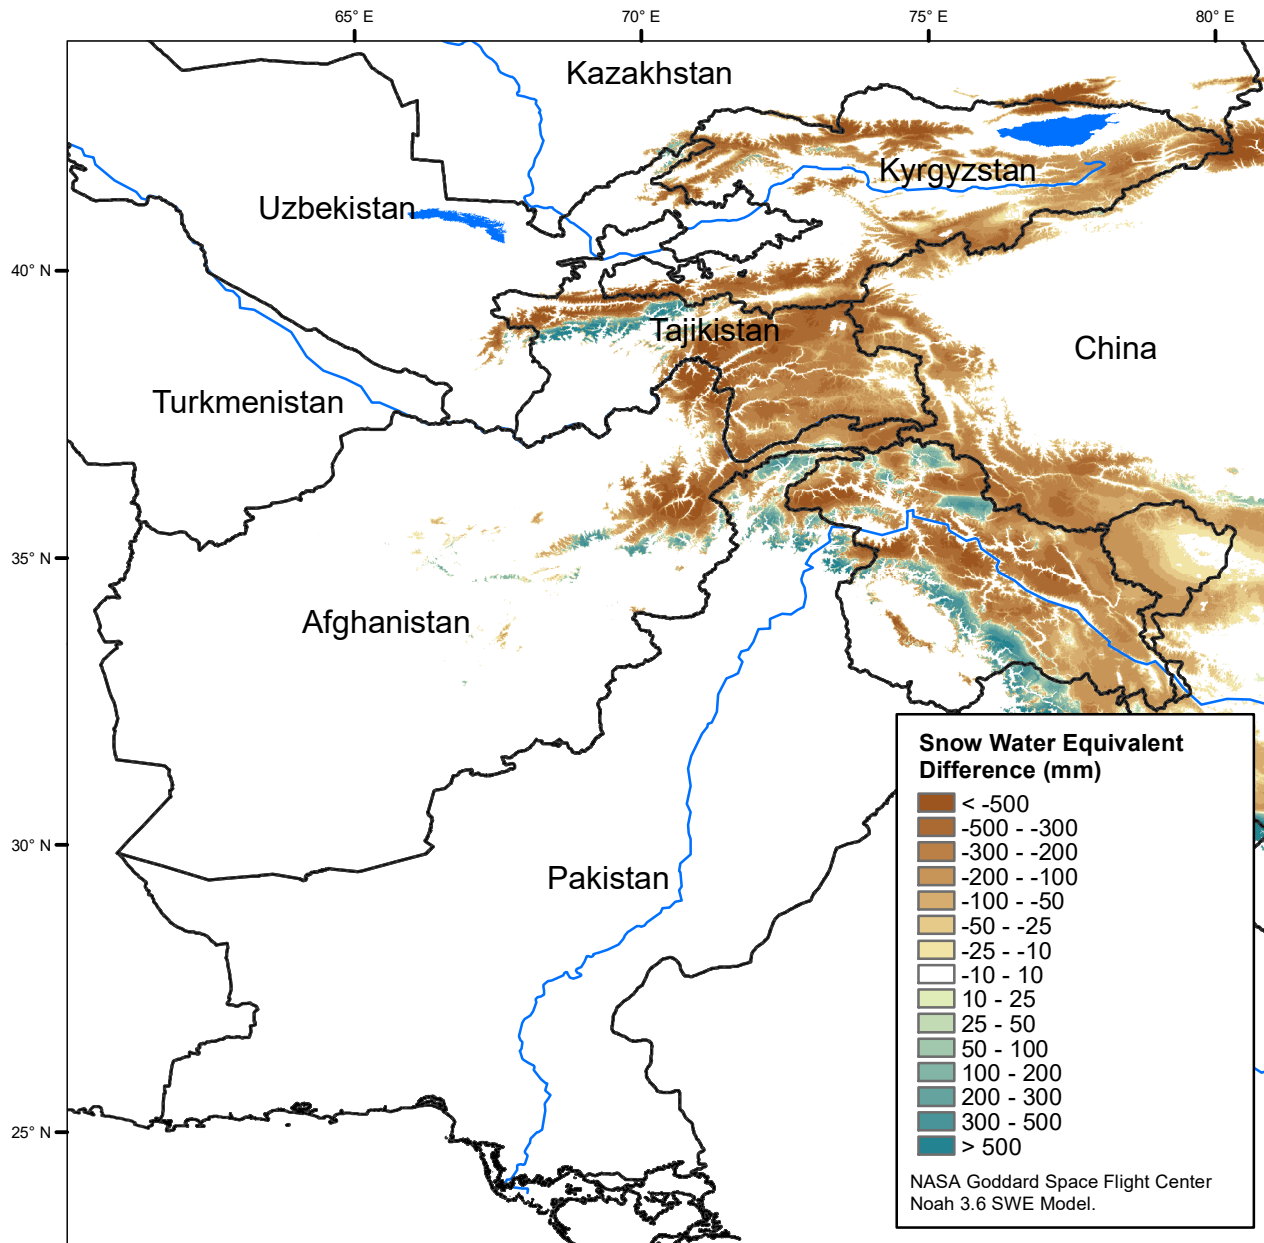 65° E
70° E
75° E
80° E
Kazakhstan
Kyrgyzstan
Uzbekistan
40° N
Tajikistan
China
Turkmenistan
35° N
Afghanistan
30° N
Pakistan
25° N
Snow Water Equivalent
Difference (mm)
< -500
-500 - -300
-300 - -200
-200 - -100
-100 - -50
-50 - -25
-25 - -10
-10 - 10
10 - 25
25 - 50
50 - 100
100 - 200
200 - 300
300 - 500
> 500
NASA Goddard Space Flight Center
Noah 3.6 SWE Model.